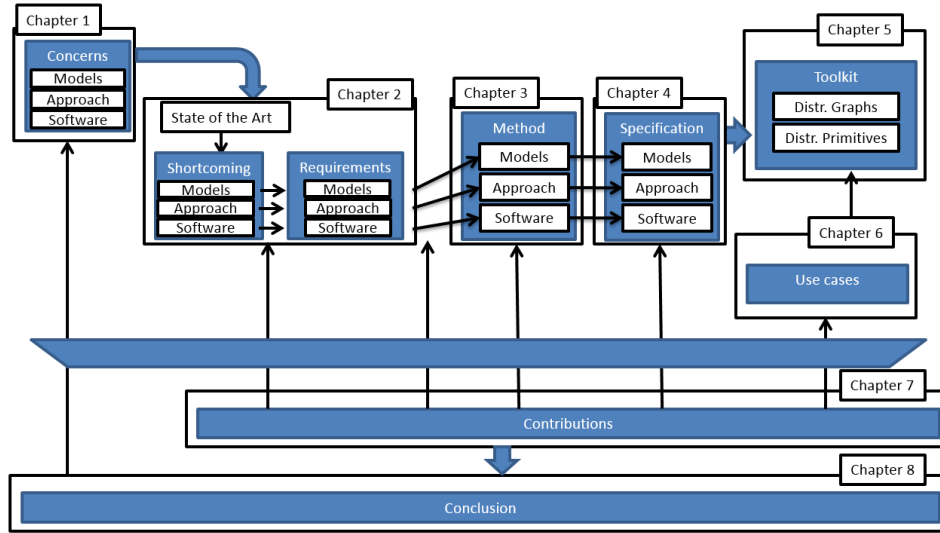 Chapter 1
Concerns
Models
Approach
Software
Chapter 2
State of the Art
Shortcoming
Models
Approach
Software
Requirements
Models
Approach
Software
Chapter 3
Method
Models
Approach
Software
Chapter 4
Specification
Models
Approach
Software
Chapter 5
Toolkit
Distr. Graphs
Distr. Primitives
Chapter 6
Use cases
Chapter 7
Contributions
Chapter 8
Conclusion